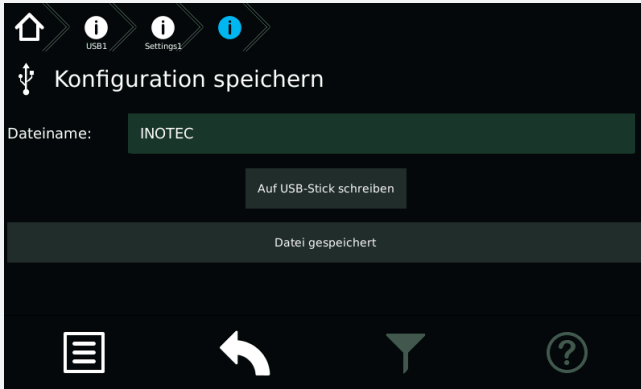 USB1
Settings1
Konfiguration speichern
Dateiname: INOTEC
Auf USB-Stick schreiben
Datei gespeichert